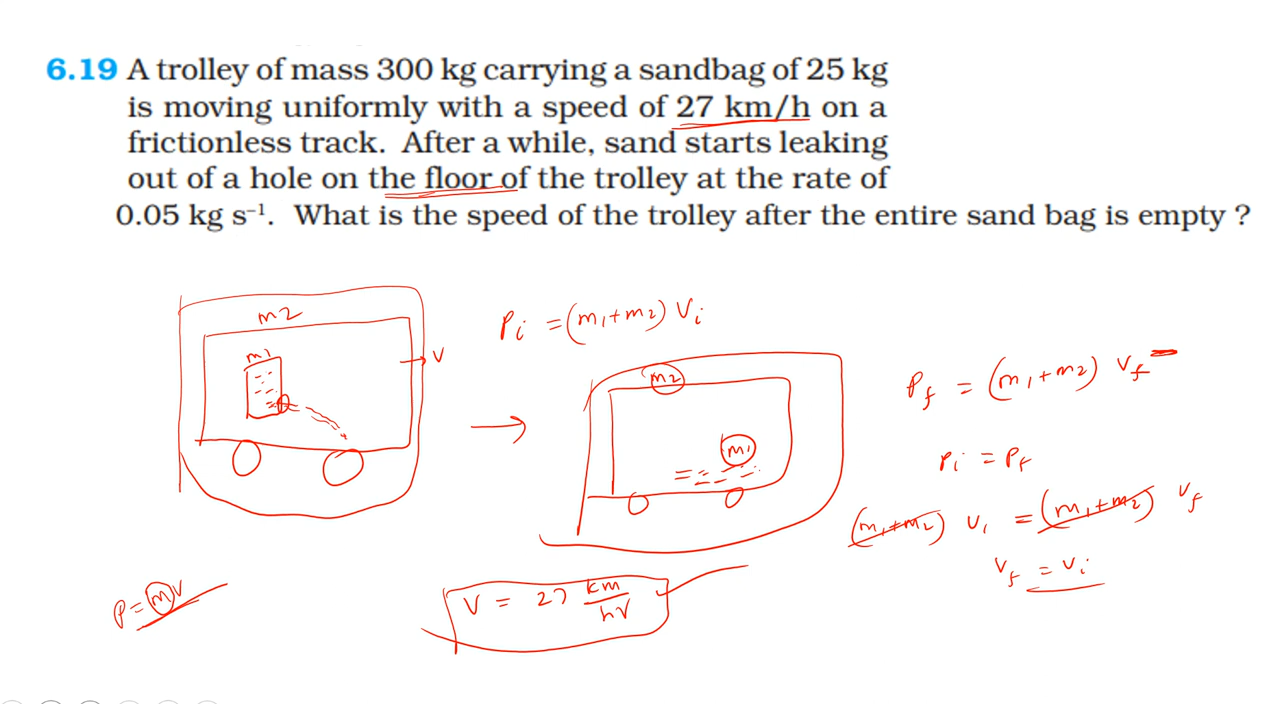 6.19 A trolley of mass 300 kg carrying a sandbag of 25 kg
is moving uniformly with a speed of 27 km/h on a
frictionless track. After a while, sand starts leaking
out of a hole on the floor of the trolley at the rate of
0.05 kg s⁻¹. What is the speed of the trolley after the entire sand bag is empty ?
m2
m1
v
Pi = (m1+m2) Vi
m2
m1
Pf = (m1+m2) Vf
Pi = Pf
(m1+m2) Vi = (m1+m2) Vf
Vf = Vi
P = mv
V = 27 km/hr